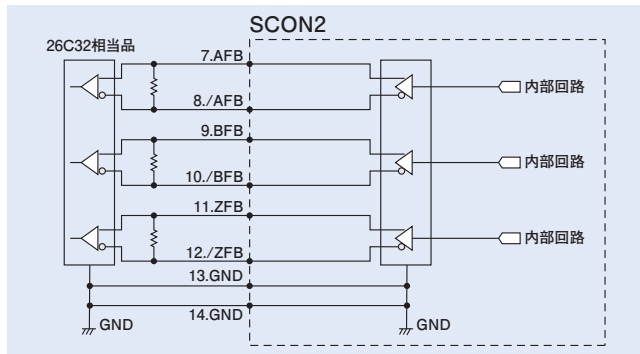 SCON2
26C32相当品
7.AFB
内部回路
8./AFB
9.BFB
内部回路
10./BFB
11.ZFB
内部回路
12./ZFB
13.GND
14.GND
GND
GND